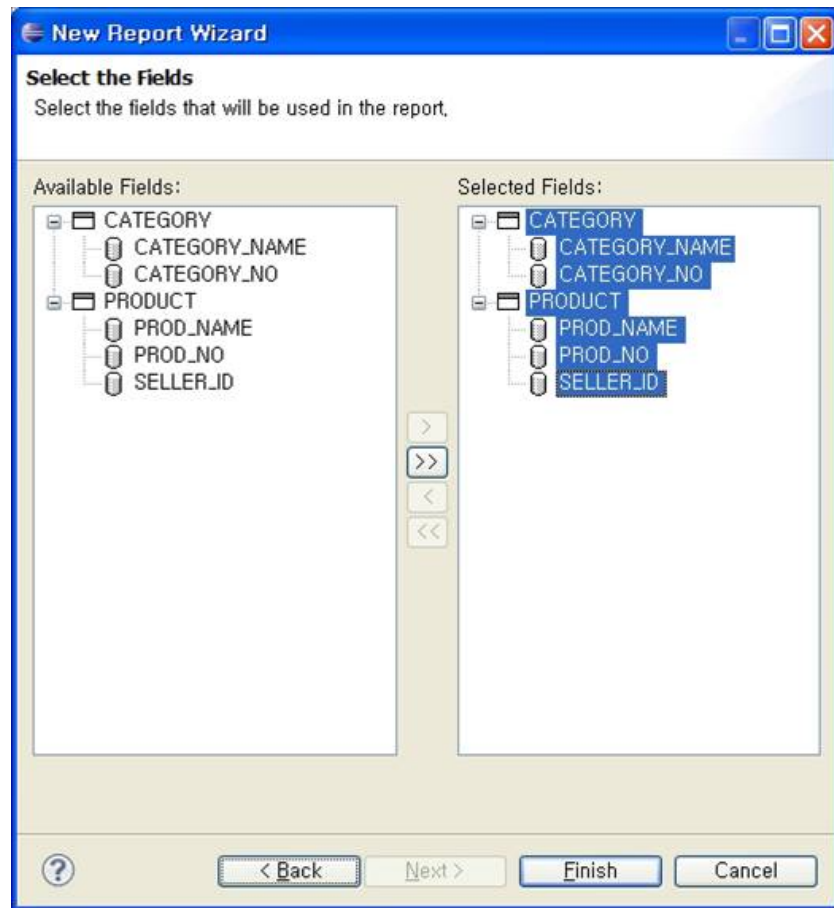 New Report Wizard
Select the Fields
Select the fields that will be used in the report,
Available Fields:
CATEGORY
CATEGORY_NAME
CATEGORY_NO
PRODUCT
PROD_NAME
PROD_NO
SELLER_ID
>
>>
<
<<
Selected Fields:
CATEGORY
CATEGORY_NAME
CATEGORY_NO
PRODUCT
PROD_NAME
PROD_NO
SELLER_ID
? < Back Next > Finish Cancel